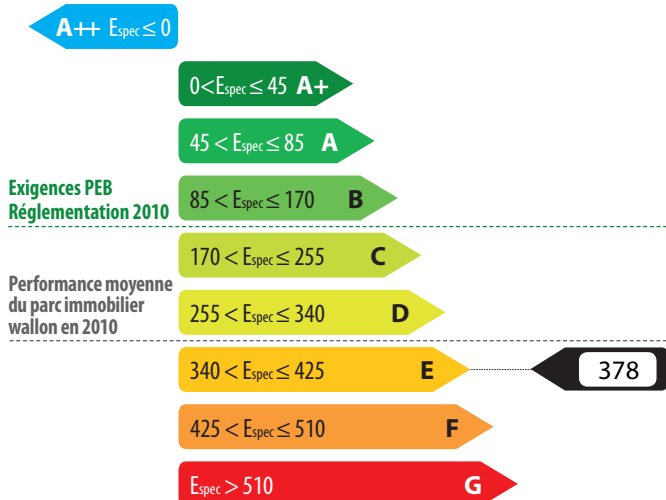 A++ Espec ≤ 0
0<Espec ≤ 45 A+
45 < Espec ≤ 85 A
Exigences PEB
Réglementation 2010
85 < Espec ≤ 170 B
170 < Espec ≤ 255 C
Performance moyenne
du parc immobilier
wallon en 2010
255 < Espec ≤ 340 D
340 < Espec ≤ 425 E
378
425 < Espec ≤ 510 F
Espec > 510 G